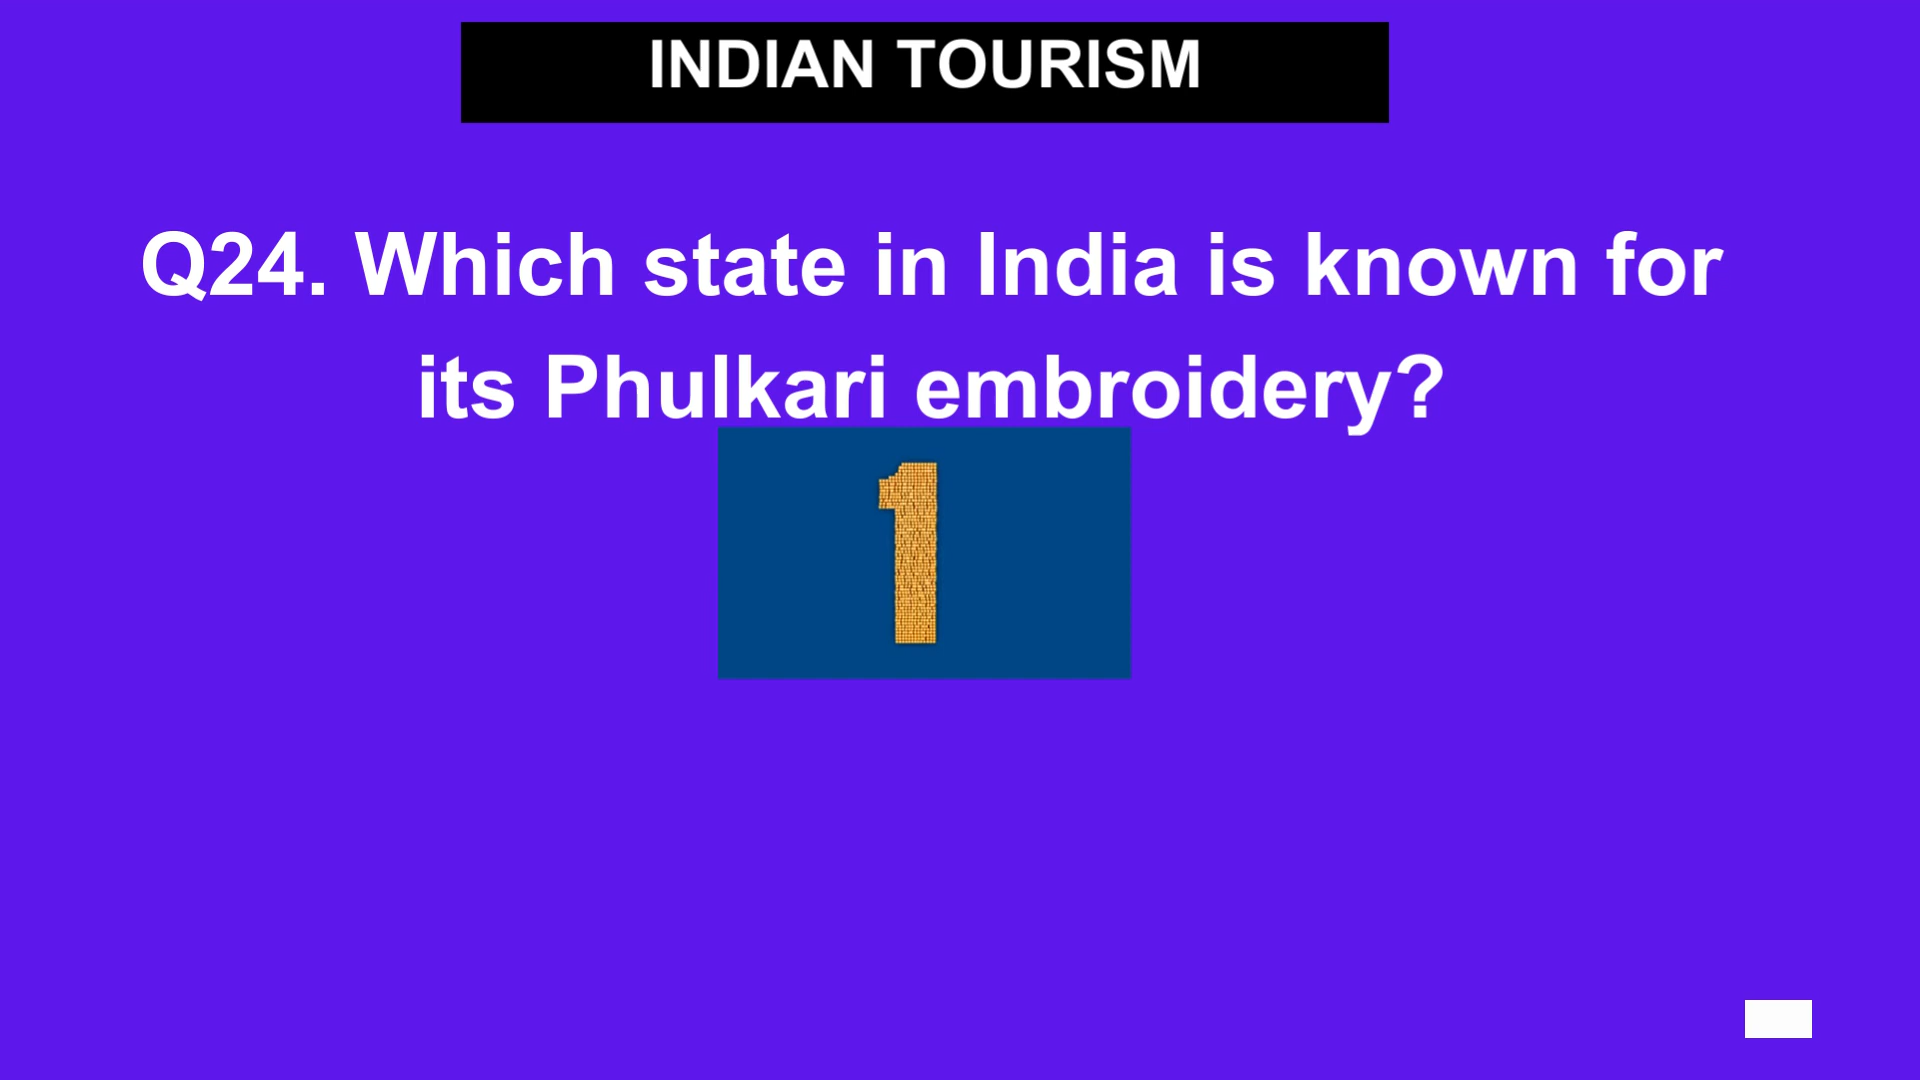 INDIAN TOURISM
Q24. Which state in India is known for
its Phulkari embroidery?
1